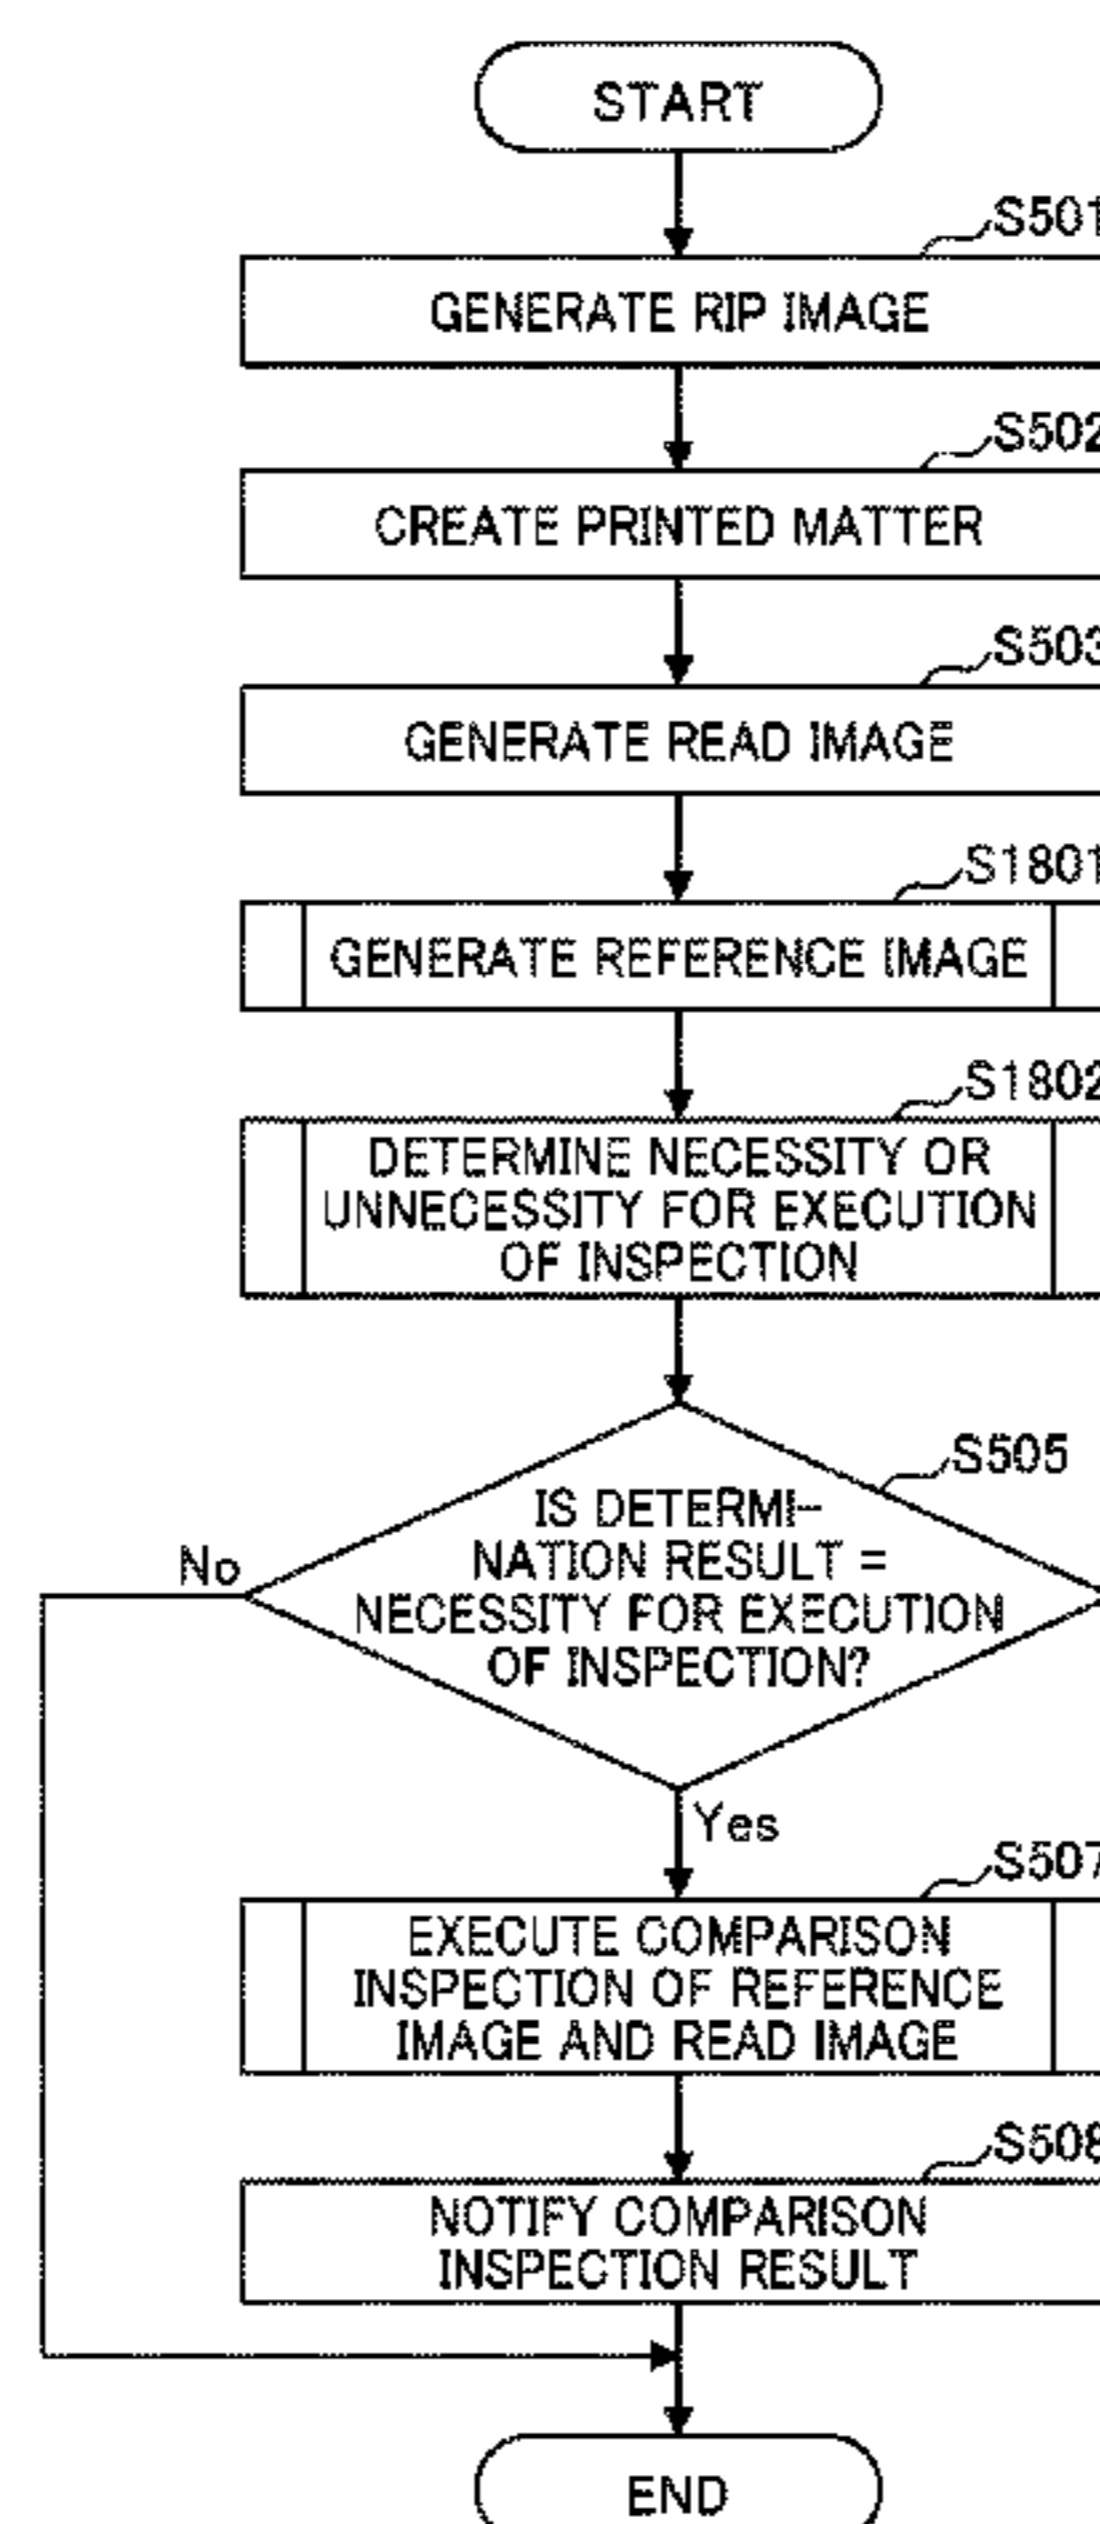 START
S501
GENERATE RIP IMAGE
S502
CREATE PRINTED MATTER
S503
GENERATE READ IMAGE
S1801
GENERATE REFERENCE IMAGE
S1802
DETERMINE NECESSITY OR
UNNECESSITY FOR EXECUTION
OF INSPECTION
S505
IS DETERMI-
NATION RESULT =
NECESSITY FOR EXECUTION
OF INSPECTION?
No
Yes
S507
EXECUTE COMPARISON
INSPECTION OF REFERENCE
IMAGE AND READ IMAGE
S508
NOTIFY COMPARISON
INSPECTION RESULT
END